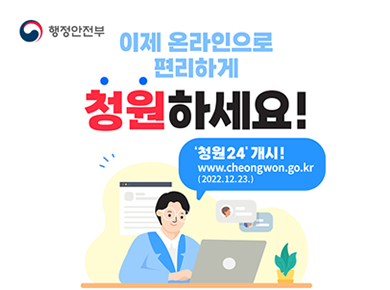 행정안전부
이제 온라인으로
편리하게
청원하세요!
'청원24' 개시!
www.cheongwon.go.kr
(2022.12.23.)